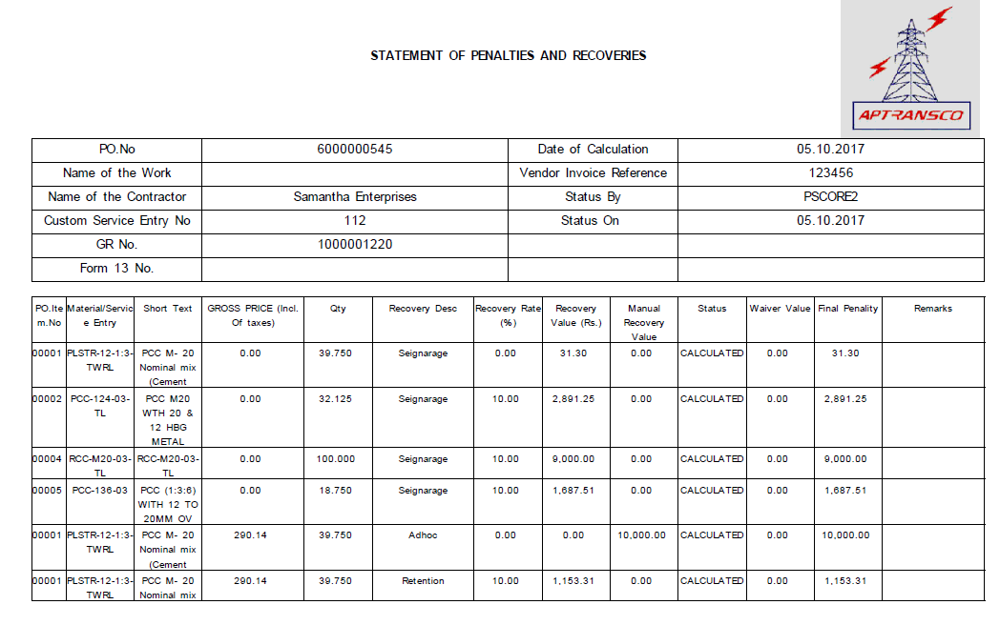 STATEMENT OF PENALTIES AND RECOVERIES
APTRANSCO
PO.No 6000000545 Date of Calculation 05.10.2017
Name of the Work Vendor Invoice Reference 123456
Name of the Contractor Samantha Enterprises Status By PSCORE2
Custom Service Entry No 112 Status On 05.10.2017
GR No. 1000001220
Form 13 No.
PO.Ite Material/Servic Short Text GROSS PRICE (Incl. Qty Recovery Desc Recovery Rate Recovery Manual Status Waiver Value Final Penality Remarks
m.No e Entry Of taxes) (%) Value (Rs.) Recovery
Value
00001 PLSTR-12-1:3- PCC M- 20 0.00 39.750 Seignarage 0.00 31.30 0.00 CALCULATED 0.00 31.30
TWRL Nominal mix
(Cement
00002 PCC-124-03- PCC M20 0.00 32.125 Seignarage 10.00 2,891.25 0.00 CALCULATED 0.00 2,891.25
TL WTH 20 &
12 HBG
METAL
00004 RCC-M20-03- RCC-M20-03- 0.00 100.000 Seignarage 10.00 9,000.00 0.00 CALCULATED 0.00 9,000.00
TL TL
00005 PCC-136-03 PCC (1:3:6) 0.00 18.750 Seignarage 10.00 1,687.51 0.00 CALCULATED 0.00 1,687.51
WITH 12 TO
20MM OV
00001 PLSTR-12-1:3- PCC M- 20 290.14 39.750 Adhoc 0.00 0.00 10,000.00 CALCULATED 0.00 10,000.00
TWRL Nominal mix
(Cement
00001 PLSTR-12-1:3- PCC M- 20 290.14 39.750 Retention 10.00 1,153.31 0.00 CALCULATED 0.00 1,153.31
TWRL Nominal mix